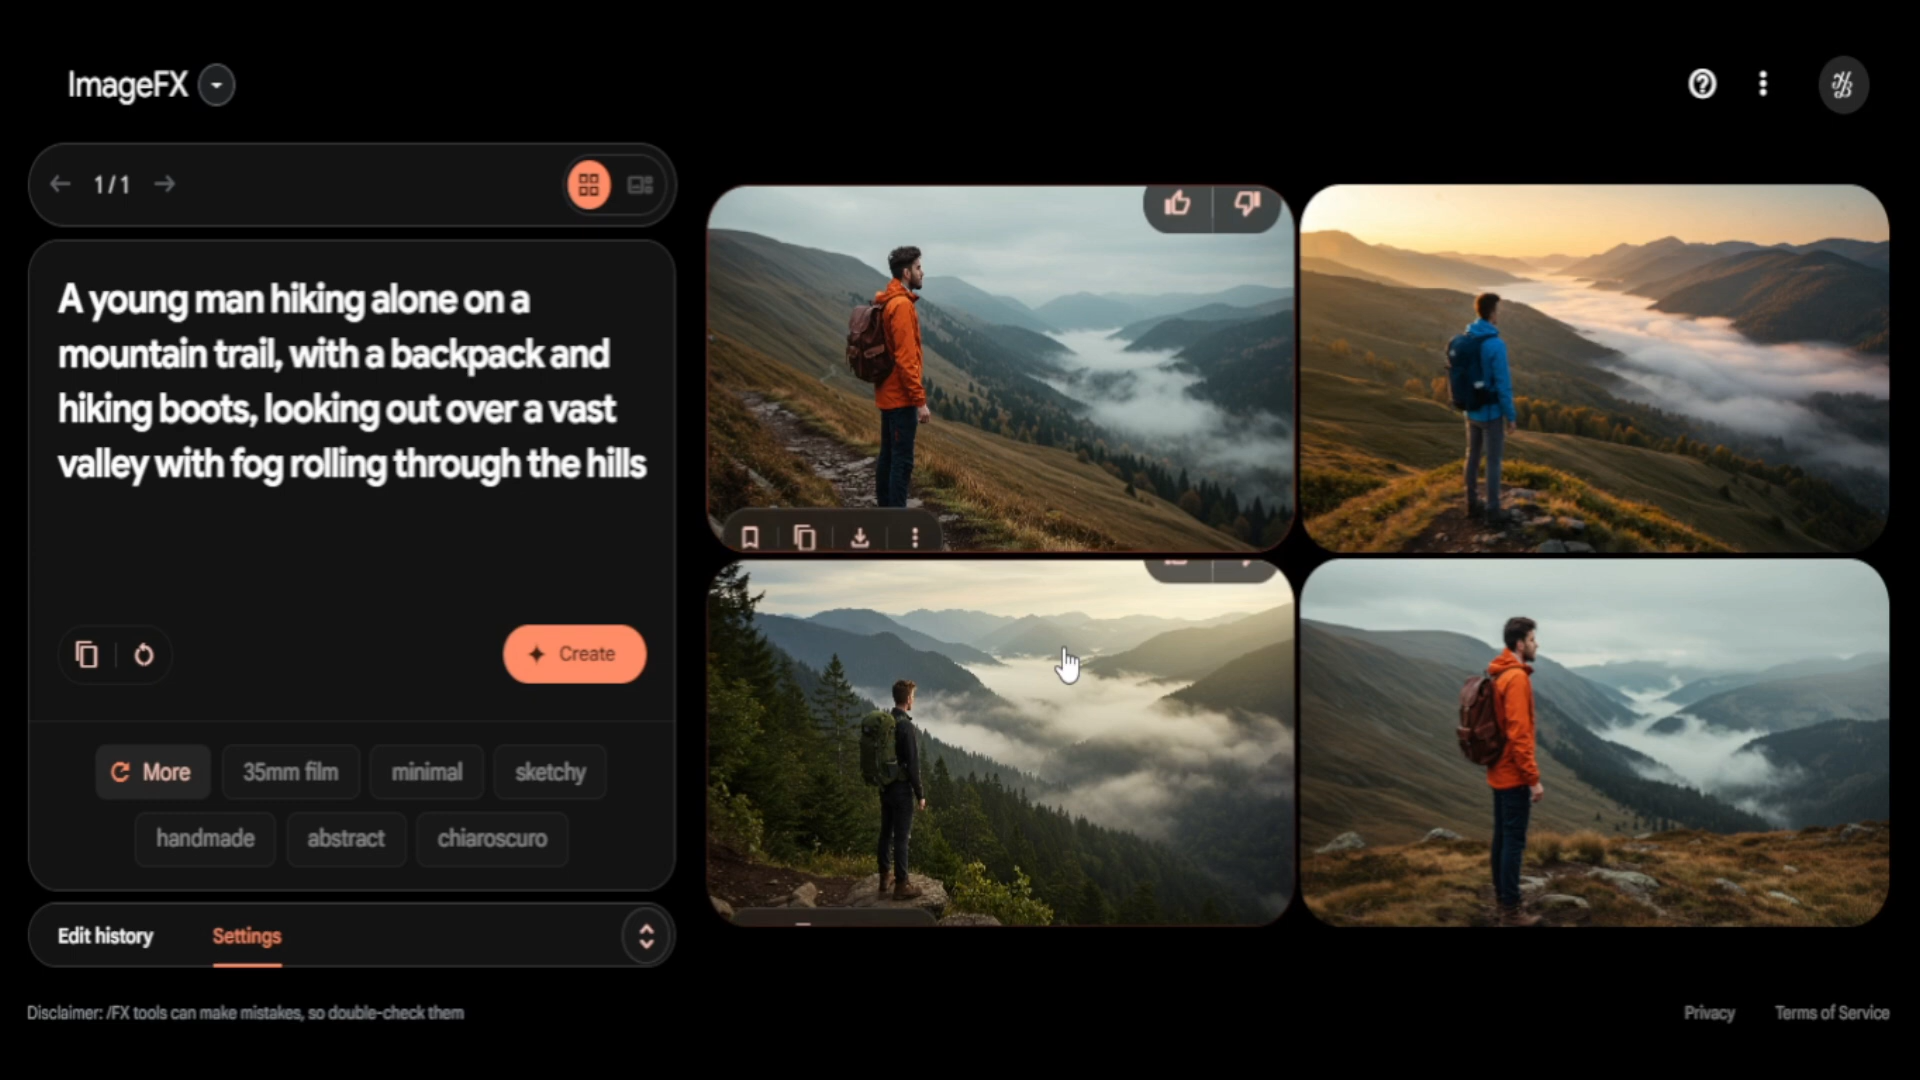 ImageFX
1/1
A young man hiking alone on a
mountain trail, with a backpack and
hiking boots, looking out over a vast
valley with fog rolling through the hills
Create
More
35mm film
minimal
sketchy
handmade
abstract
chiaroscuro
Edit history
Settings
Disclaimer: /FX tools can make mistakes, so double-check them
Privacy
Terms of Service